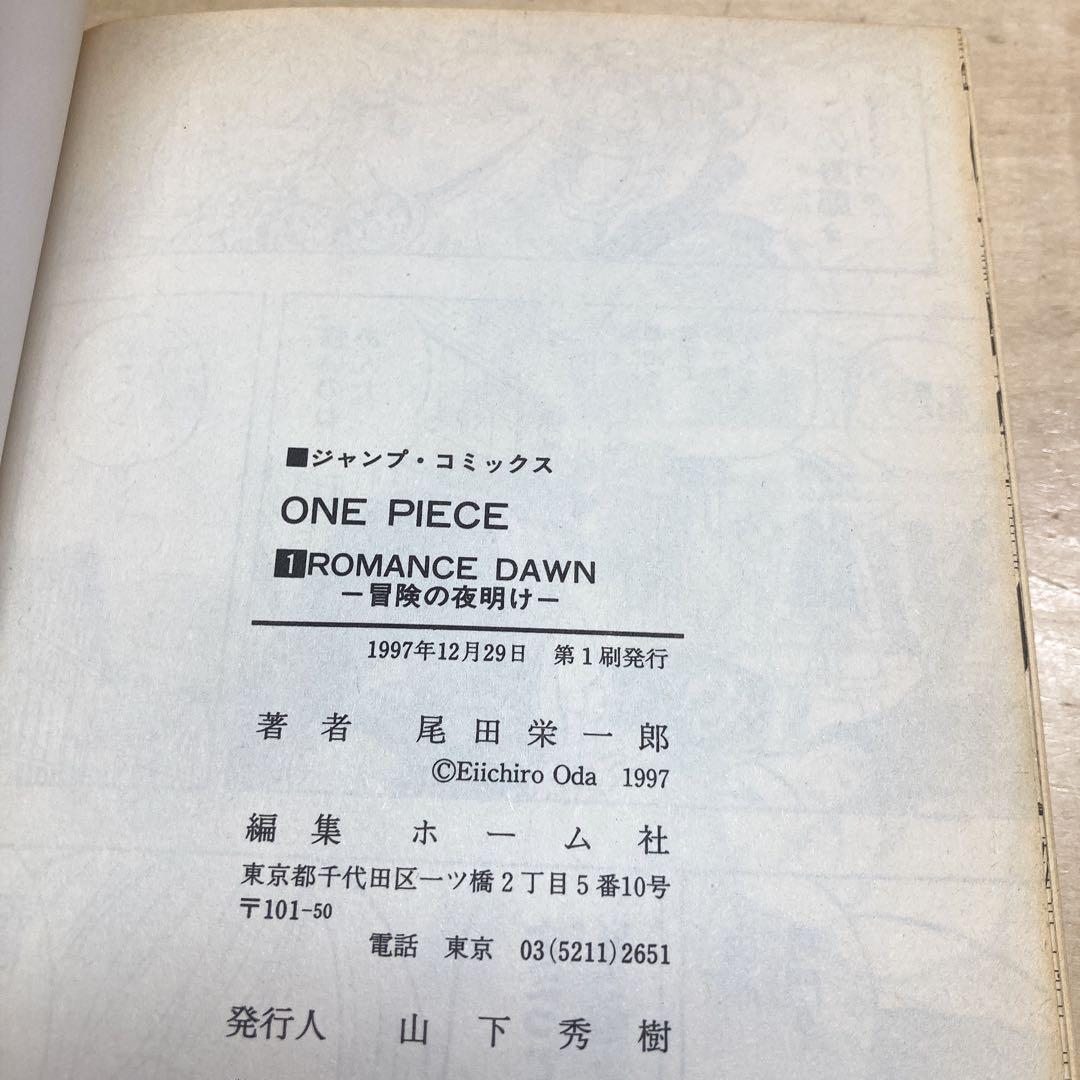 ■ジャンプ・コミックス
ONE PIECE
1 ROMANCE DAWN
―冒険の夜明け―
1997年12月29日　第1刷発行
著者　尾田栄一郎
©Eiichiro Oda 1997
編集　ホーム社
東京都千代田区一ツ橋2丁目5番10号
〒101-50
電話　東京　03(5211)2651
発行人　山下秀樹